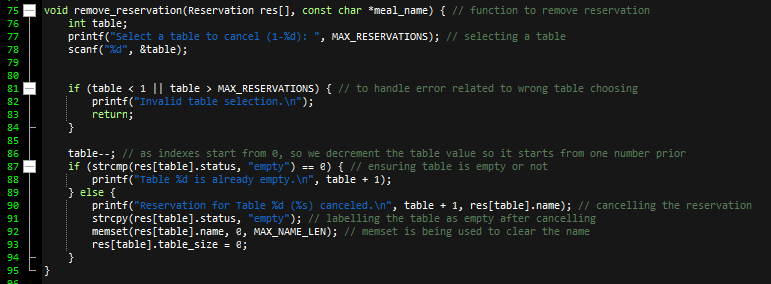 75 void remove_reservation(Reservation res[], const char *meal_name) { // function to remove reservation
76 int table;
77 printf("Select a table to cancel (1-%d): ", MAX_RESERVATIONS); // selecting a table
78 scanf("%d", &table);
79
80
81 if (table < 1 || table > MAX_RESERVATIONS) { // to handle error related to wrong table choosing
82 printf("Invalid table selection.\n");
83 return;
84 }
85
86 table--; // as indexes start from 0, so we decrement the table value so it starts from one number prior
87 if (strcmp(res[table].status, "empty") == 0) { // ensuring table is empty or not
88 printf("Table %d is already empty.\n", table + 1);
89 } else {
90 printf("Reservation for Table %d (%s) canceled.\n", table + 1, res[table].name); // cancelling the reservation
91 strcpy(res[table].status, "empty"); // labelling the table as empty after cancelling
92 memset(res[table].name, 0, MAX_NAME_LEN); // memset is being used to clear the name
93 res[table].table_size = 0;
94 }
95 }